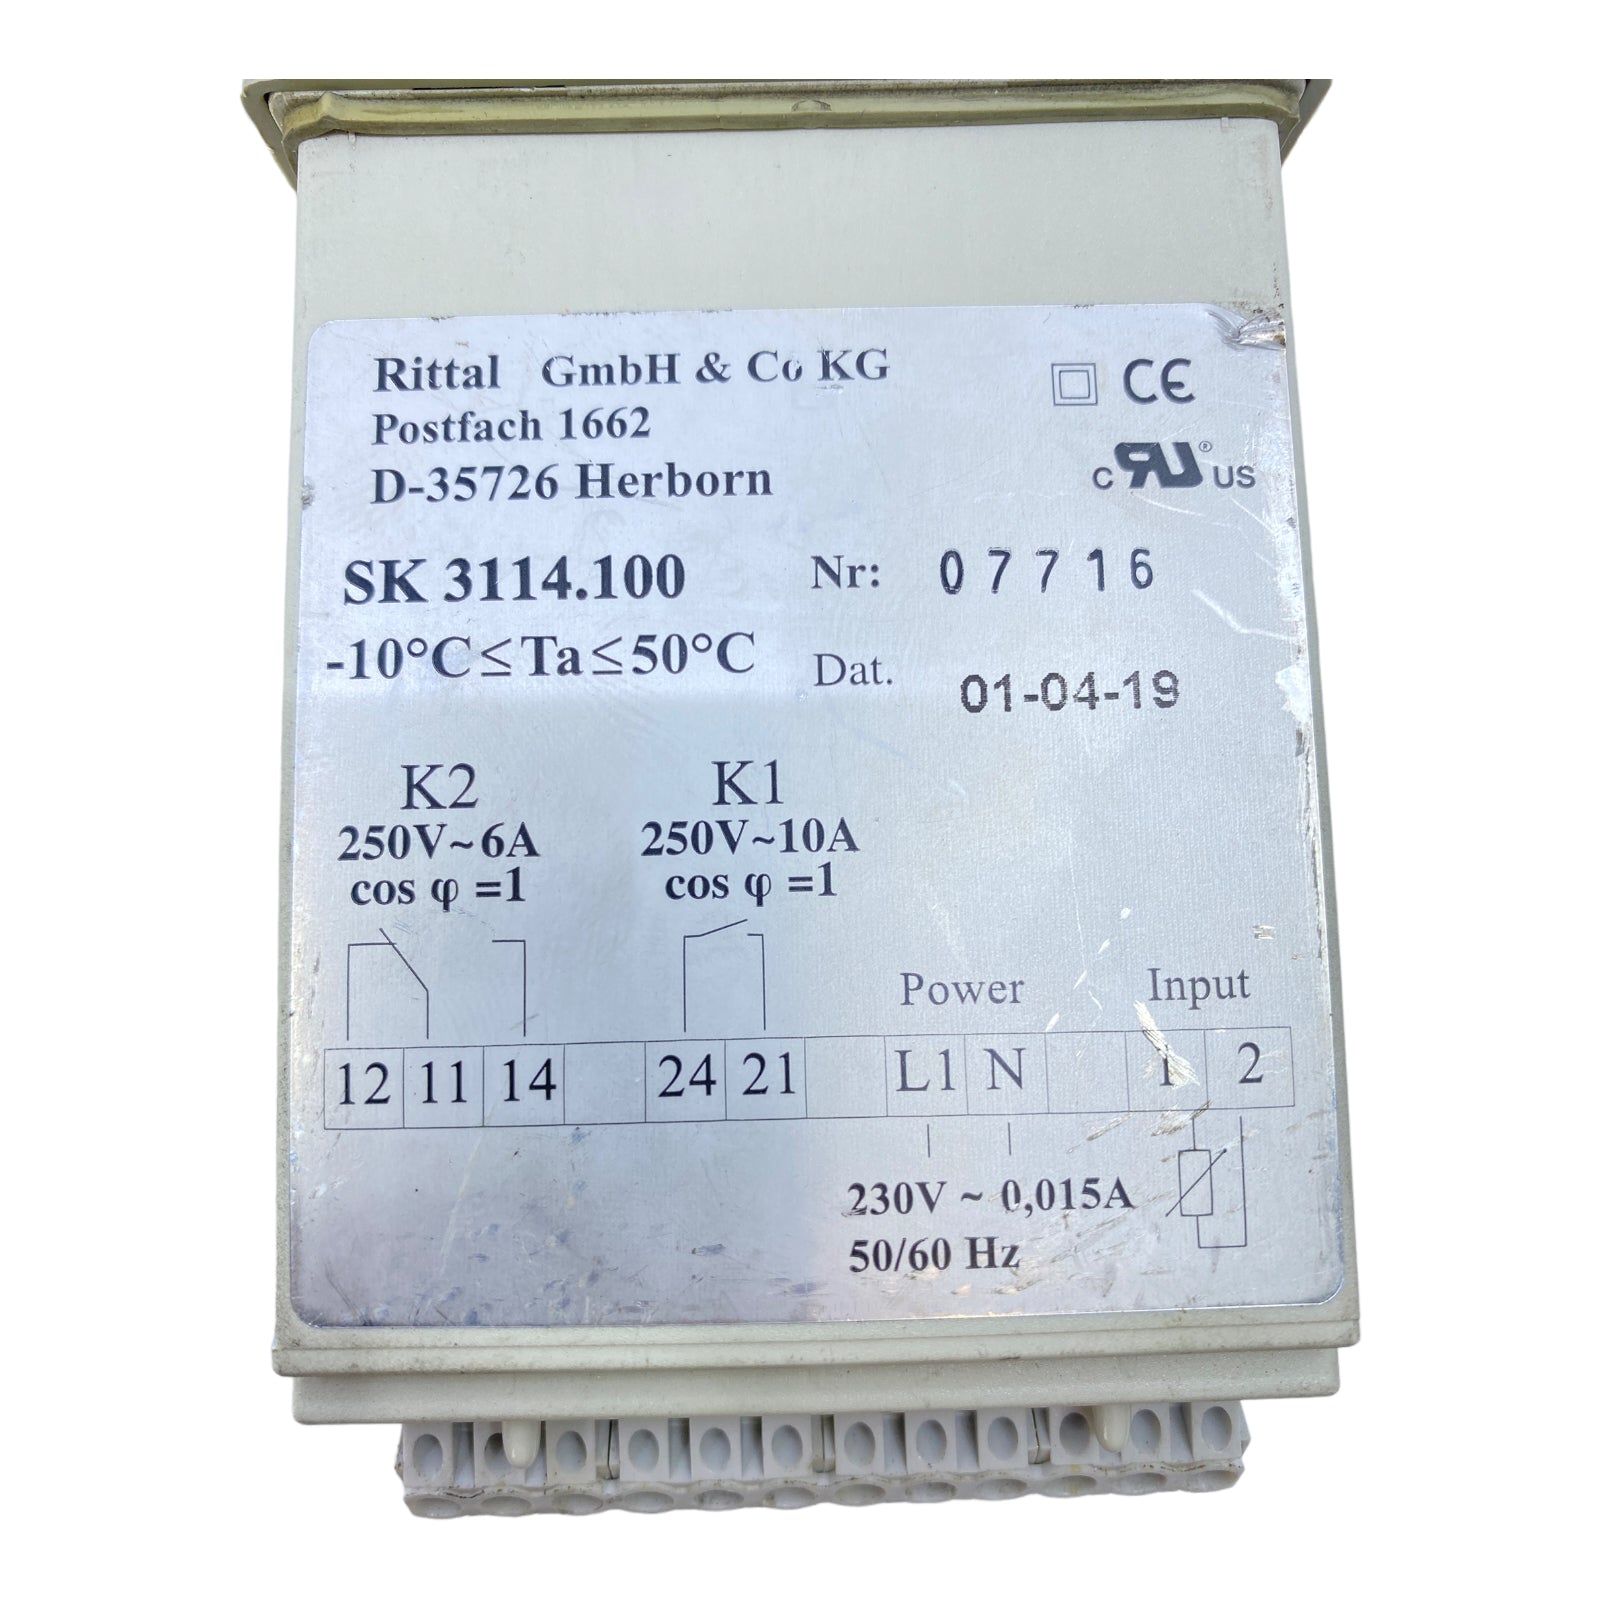 Rittal GmbH & Co KG
Postfach 1662
D-35726 Herborn
CE
c RU® US
SK 3114.100 Nr: 07716
-10°C≤Ta≤50°C Dat. 01-04-19
K2 K1
250V~6A 250V~10A
cos φ =1 cos φ =1
Power Input
12 11 14 24 21 L1 N 1 2
230V ~ 0,015A
50/60 Hz